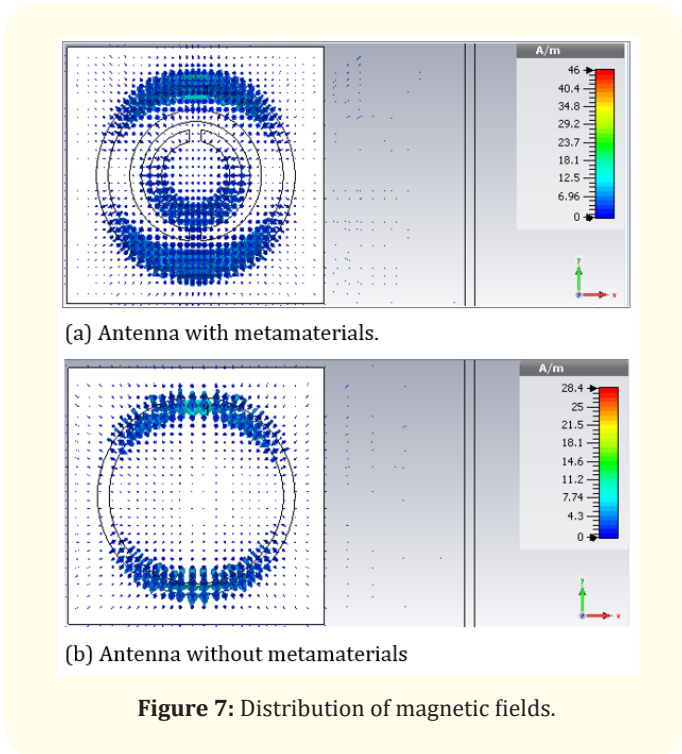 A/m
46
40.4
34.8
29.2
23.7
18.1
12.5
6.96
0
y
x
(a) Antenna with metamaterials.
A/m
28.4
25
21.5
18.1
14.6
11.2
7.74
4.3
0
y
x
(b) Antenna without metamaterials
Figure 7: Distribution of magnetic fields.